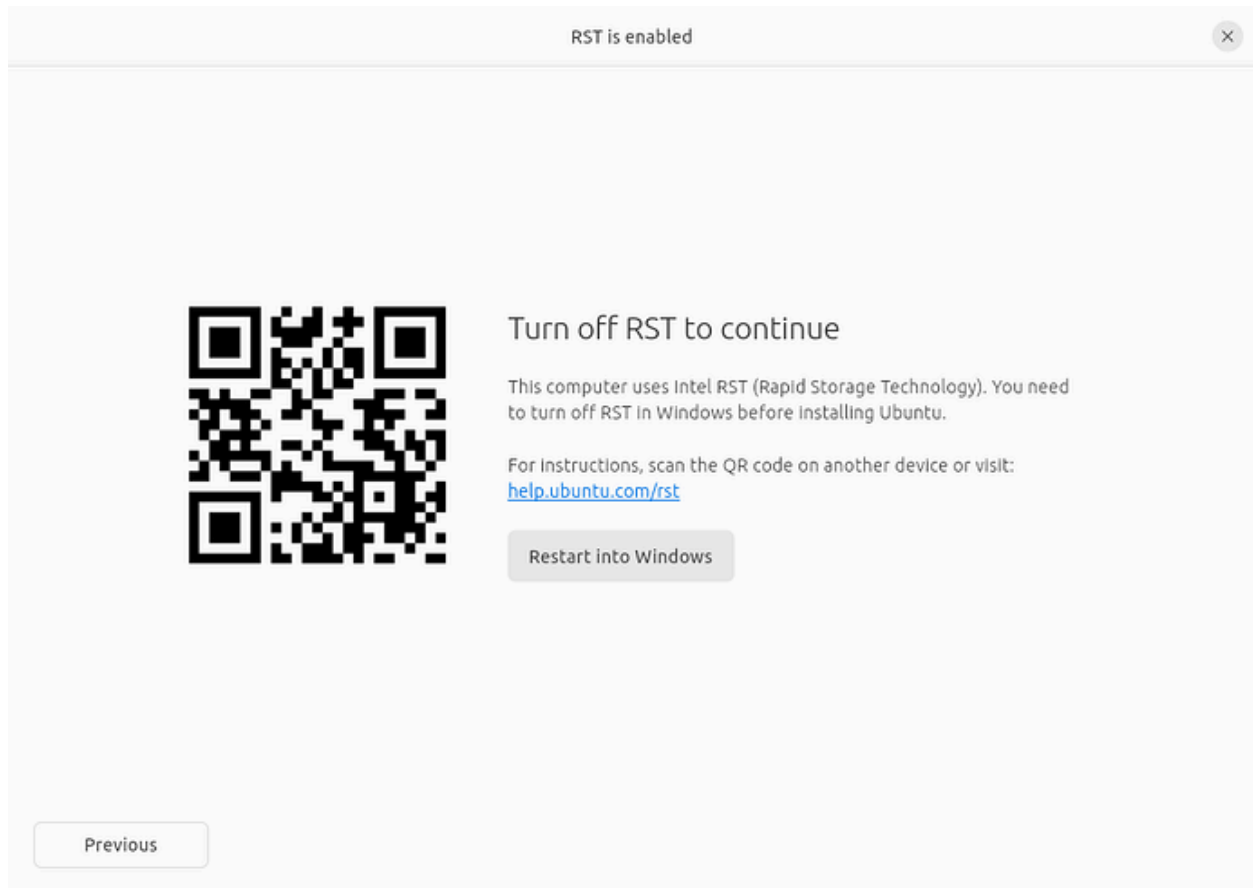 RST is enabled
Turn off RST to continue
This computer uses Intel RST (Rapid Storage Technology). You need
to turn off RST in Windows before installing Ubuntu.
For instructions, scan the QR code on another device or visit:
help.ubuntu.com/rst
Restart into Windows
Previous